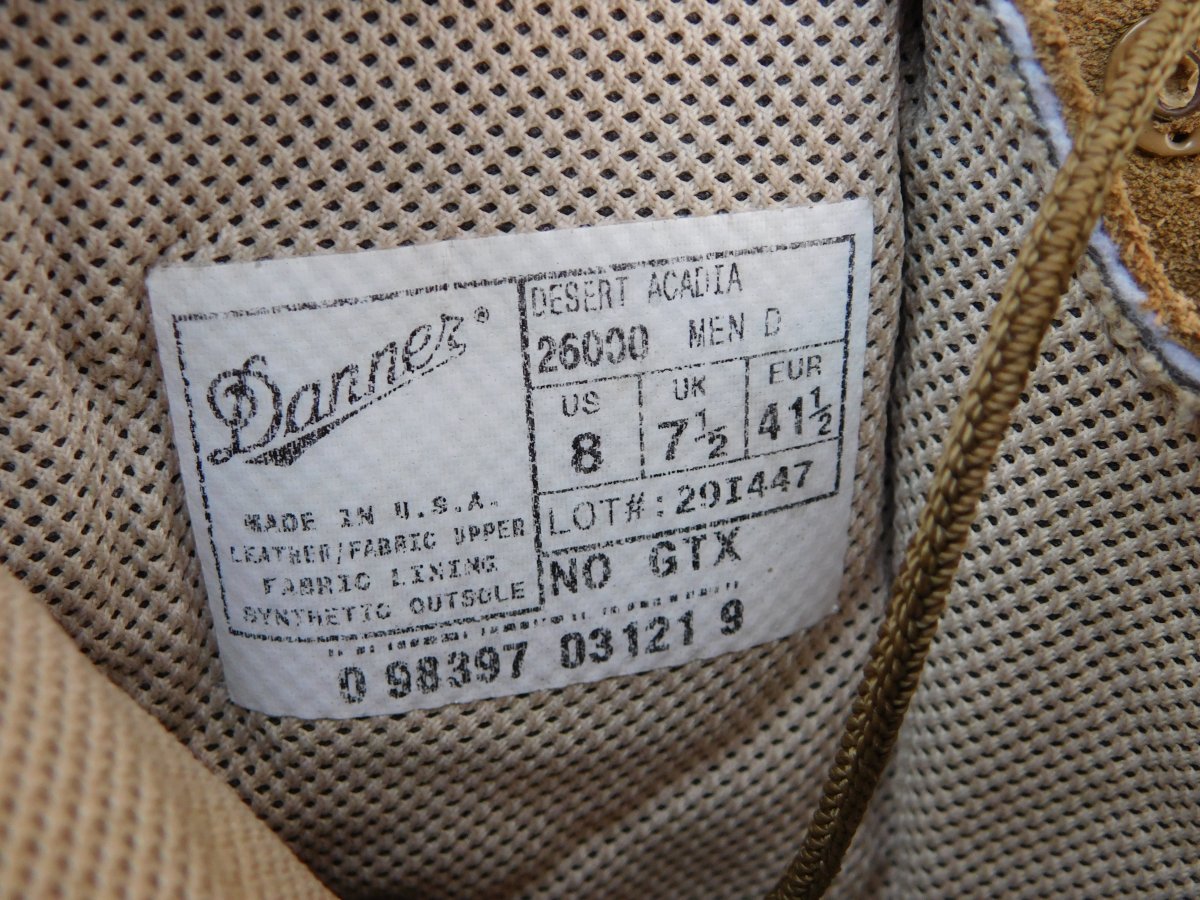 Danner®
MADE IN U.S.A.
LEATHER/FABRIC UPPER
FABRIC LINING
SYNTHETIC OUTSOLE
DESERT ACADIA
26000 MEN D
US UK EUR
8 7½ 41½
LOT#: 29I447
NO GTX
0 98397 03121 9